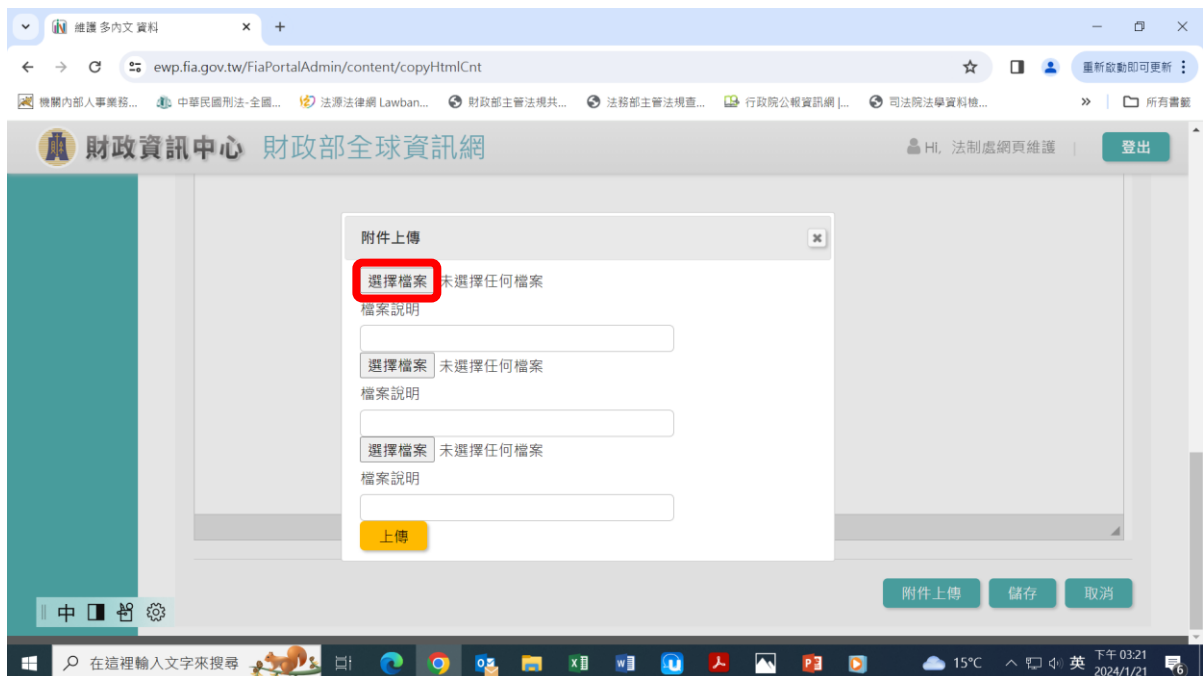 維護 多內文 資料
ewp.fia.gov.tw/FiaPortalAdmin/content/copyHtmlCnt
重新啟動即可更新
機關內部人事業務...
中華民國刑法-全國...
法源法律網 Lawban...
財政部主管法規共...
法務部主管法規查...
行政院公報資訊網 |...
司法院法學資料檢...
所有書籤
財政資訊中心 財政部全球資訊網
Hi, 法制處網頁維護 |
登出
附件上傳
選擇檔案 未選擇任何檔案
檔案說明
選擇檔案 未選擇任何檔案
檔案說明
選擇檔案 未選擇任何檔案
檔案說明
上傳
附件上傳
儲存
取消
中
在這裡輸入文字來搜尋
15°C
英
下午 03:21
2024/1/21
6